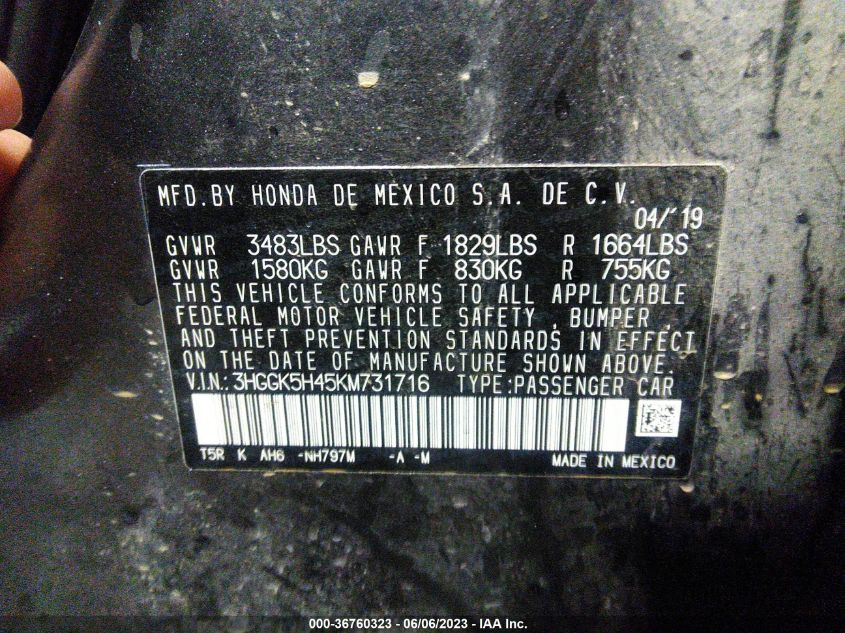 MFD.BY HONDA DE MEXICO S.A. DE C.V.
04/'19
GVWR 3483LBS GAWR F 1829LBS R 1664LBS
GVWR 1580KG GAWR F 830KG R 755KG
THIS VEHICLE CONFORMS TO ALL APPLICABLE
FEDERAL MOTOR VEHICLE SAFETY , BUMPER ,
AND THEFT PREVENTION STANDARDS IN EFFECT
ON THE DATE OF MANUFACTURE SHOWN ABOVE.
V.I.N.:3HGGK5H45KM731716 TYPE:PASSENGER CAR
T5R K AH6 -NH797M -A -M MADE IN MEXICO
000-36760323 - 06/06/2023 - IAA Inc.